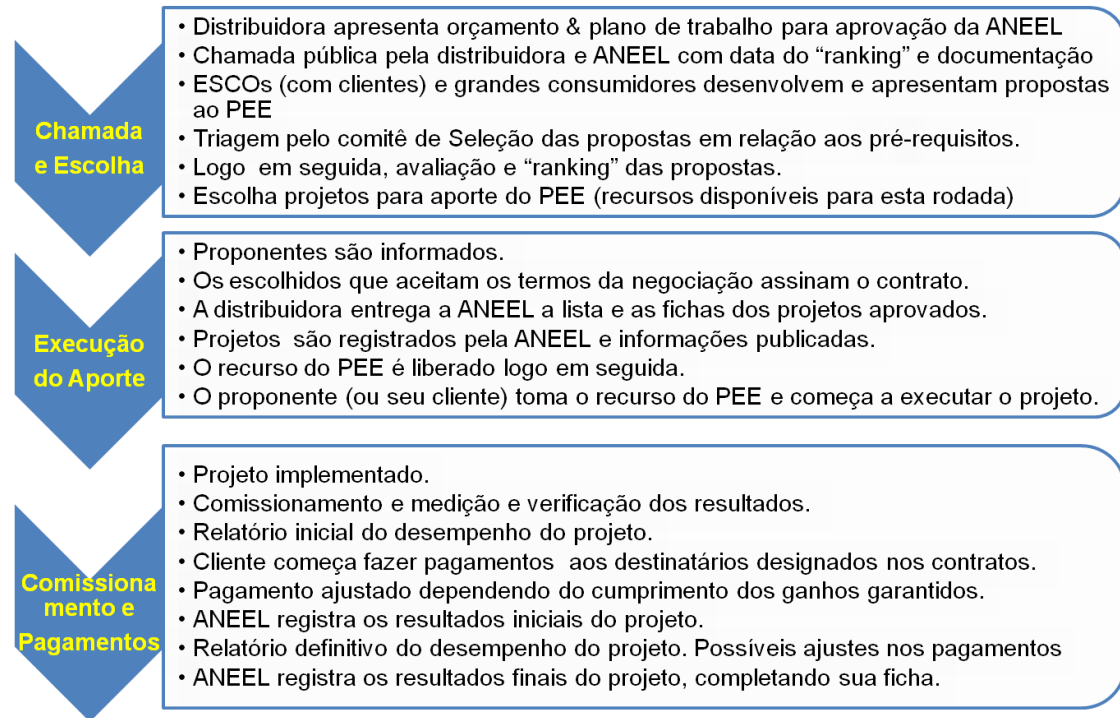 Chamada
e Escolha
• Distribuidora apresenta orçamento & plano de trabalho para aprovação da ANEEL
• Chamada pública pela distribuidora e ANEEL com data do “ranking” e documentação
• ESCOs (com clientes) e grandes consumidores desenvolvem e apresentam propostas
ao PEE
• Triagem pelo comitê de Seleção das propostas em relação aos pré-requisitos.
• Logo em seguida, avaliação e “ranking” das propostas.
• Escolha projetos para aporte do PEE (recursos disponíveis para esta rodada)
Execução
do Aporte
• Proponentes são informados.
• Os escolhidos que aceitam os termos da negociação assinam o contrato.
• A distribuidora entrega a ANEEL a lista e as fichas dos projetos aprovados.
• Projetos são registrados pela ANEEL e informações publicadas.
• O recurso do PEE é liberado logo em seguida.
• O proponente (ou seu cliente) toma o recurso do PEE e começa a executar o projeto.
Comissiona
mento e
Pagamentos
• Projeto implementado.
• Comissionamento e medição e verificação dos resultados.
• Relatório inicial do desempenho do projeto.
• Cliente começa fazer pagamentos aos destinatários designados nos contratos.
• Pagamento ajustado dependendo do cumprimento dos ganhos garantidos.
• ANEEL registra os resultados iniciais do projeto.
• Relatório definitivo do desempenho do projeto. Possíveis ajustes nos pagamentos
• ANEEL registra os resultados finais do projeto, completando sua ficha.